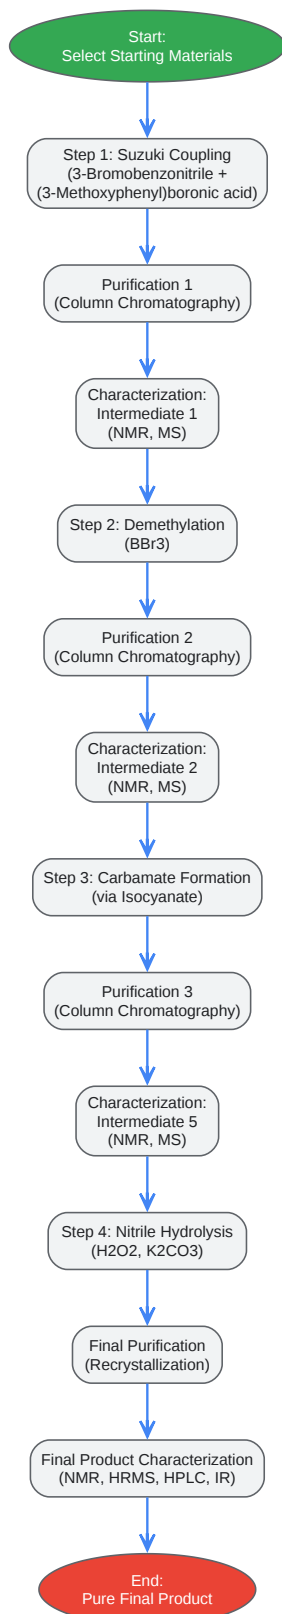 Start:
Select Starting Materials
Step 1: Suzuki Coupling
(3-Bromobenzonitrile +
(3-Methoxyphenyl)boronic acid)
Purification 1
(Column Chromatography)
Characterization:
Intermediate 1
(NMR, MS)
Step 2: Demethylation
(BBr3)
Purification 2
(Column Chromatography)
Characterization:
Intermediate 2
(NMR, MS)
Step 3: Carbamate Formation
(via Isocyanate)
Purification 3
(Column Chromatography)
Characterization:
Intermediate 5
(NMR, MS)
Step 4: Nitrile Hydrolysis
(H2O2, K2CO3)
Final Purification
(Recrystallization)
Final Product Characterization
(NMR, HRMS, HPLC, IR)
End:
Pure Final Product